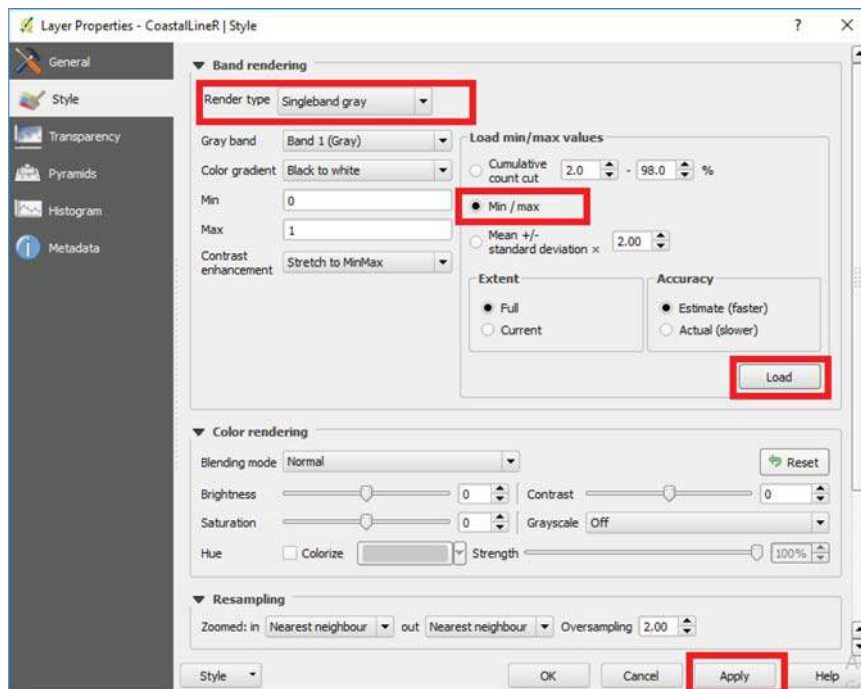 Layer Properties - CoastalLineR | Style
?
General
Style
Transparency
Pyramids
Histogram
Metadata
Band rendering
Render type Singleband gray
Gray band Band 1 (Gray)
Color gradient Black to white
Min 0
Max 1
Contrast
enhancement Stretch to MinMax
Load min/max values
Cumulative
count cut 2.0 - 98.0 %
Min / max
Mean +/-
standard deviation × 2.00
Extent
Full
Current
Accuracy
Estimate (faster)
Actual (slower)
Load
Color rendering
Blending mode Normal
Reset
Brightness 0 Contrast 0
Saturation 0 Grayscale Off
Hue Colorize Strength 100%
Resampling
Zoomed: in Nearest neighbour out Nearest neighbour Oversampling 2.00
Style OK Cancel Apply Help